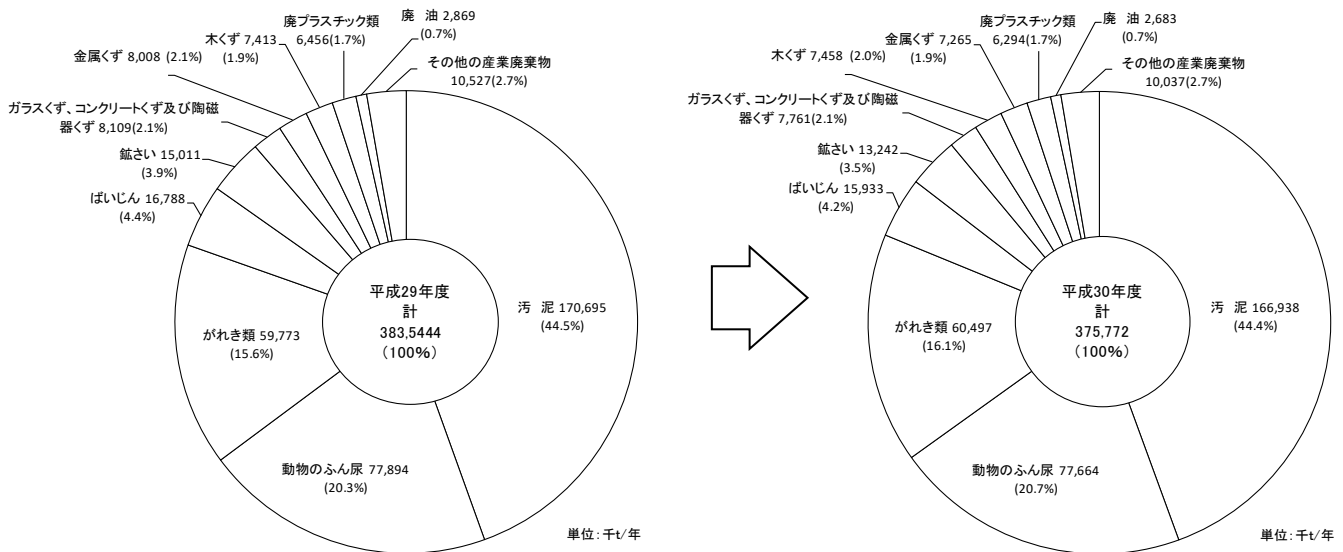 廃プラスチック類
6,456(1.7%)
廃 油 2,869
(0.7%)
木くず 7,413
(1.9%)
金属くず 8,008 (2.1%)
その他の産業廃棄物
10,527(2.7%)
ガラスくず、コンクリートくず及び陶磁
器くず 8,109(2.1%)
鉱さい 15,011
(3.9%)
ばいじん 16,788
(4.4%)
平成29年度
計
383,5444
(100%)
汚 泥 170,695
(44.5%)
がれき類 59,773
(15.6%)
動物のふん尿 77,894
(20.3%)
単位:千t/年
廃プラスチック類
6,294(1.7%)
廃 油 2,683
(0.7%)
金属くず 7,265
(1.9%)
木くず 7,458 (2.0%)
その他の産業廃棄物
10,037(2.7%)
ガラスくず、コンクリートくず及び陶磁
器くず 7,761(2.1%)
鉱さい 13,242
(3.5%)
ばいじん 15,933
(4.2%)
平成30年度
計
375,772
(100%)
汚 泥 166,938
(44.4%)
がれき類 60,497
(16.1%)
動物のふん尿 77,664
(20.7%)
単位:千t/年